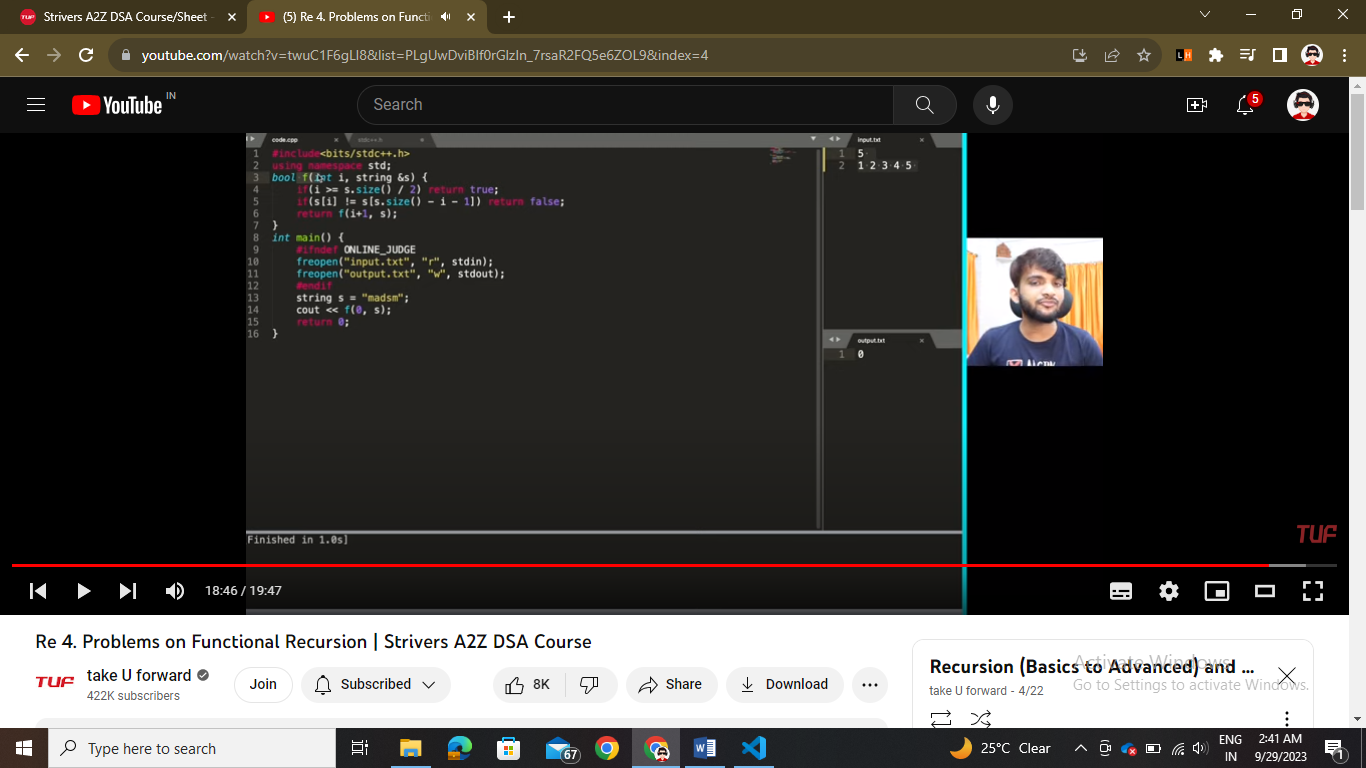 Strivers A2Z DSA Course/Sheet -
(5) Re 4. Problems on Functi
youtube.com/watch?v=twuC1F6gLI8&list=PLgUwDviBIf0rGlzIn_7rsaR2FQ5e6ZOL9&index=4
YouTube IN
Search
5
code.cpp
stdc++.h
1 #include<bits/stdc++.h>
2 using namespace std;
3 bool f(int i, string &s) {
4 if(i >= s.size() / 2) return true;
5 if(s[i] != s[s.size() - i - 1]) return false;
6 return f(i+1, s);
7 }
8 int main() {
9 #ifndef ONLINE_JUDGE
10 freopen("input.txt", "r", stdin);
11 freopen("output.txt", "w", stdout);
12 #endif
13 string s = "madsm";
14 cout << f(0, s);
15 return 0;
16 }
input.txt
1 5
2 1 2 3 4 5
output.txt
1 0
Finished in 1.0s]
TUF
18:46 / 19:47
Re 4. Problems on Functional Recursion | Strivers A2Z DSA Course
TUF
take U forward
422K subscribers
Join
Subscribed
8K
Share
Download
Recursion (Basics to Advanced) and ...
take U forward - 4/22
Activate Windows
Go to Settings to activate Windows.
Type here to search
67
25°C Clear
ENG
IN
2:41 AM
9/29/2023
1